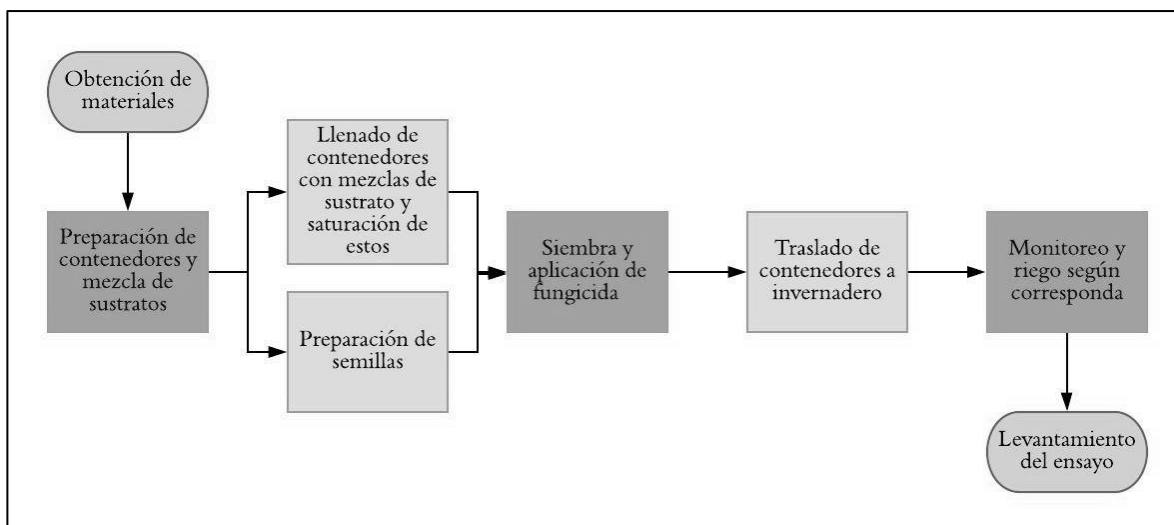 Obtención de
materiales
Preparación de
contenedores y
mezcla de
sustratos
Llenado de
contenedores
con mezclas de
sustrato y
saturación de
estos
Preparación de
semillas
Siembra y
aplicación de
fungicida
Traslado de
contenedores a
invernadero
Monitoreo y
riego según
corresponda
Levantamiento
del ensayo